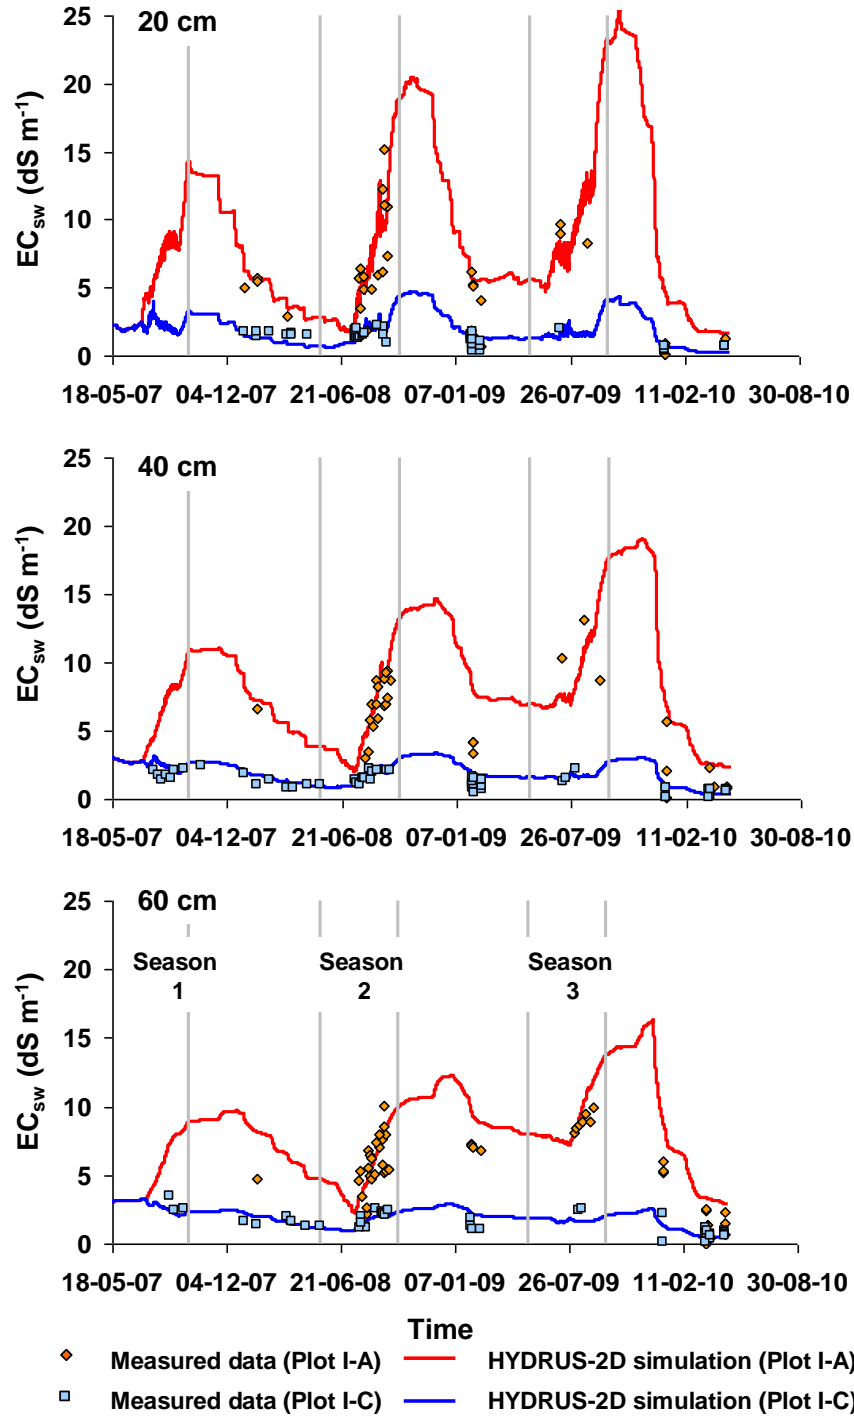 20 cm
25
20
15
10
5
0
ECsw (dS m-1)
18-05-07 04-12-07 21-06-08 07-01-09 26-07-09 11-02-10 30-08-10
40 cm
25
20
15
10
5
0
ECsw (dS m-1)
18-05-07 04-12-07 21-06-08 07-01-09 26-07-09 11-02-10 30-08-10
60 cm
25
20
15
10
5
0
ECsw (dS m-1)
Season Season Season
1 2 3
18-05-07 04-12-07 21-06-08 07-01-09 26-07-09 11-02-10 30-08-10
Time
Measured data (Plot I-A) HYDRUS-2D simulation (Plot I-A)
Measured data (Plot I-C) HYDRUS-2D simulation (Plot I-C)